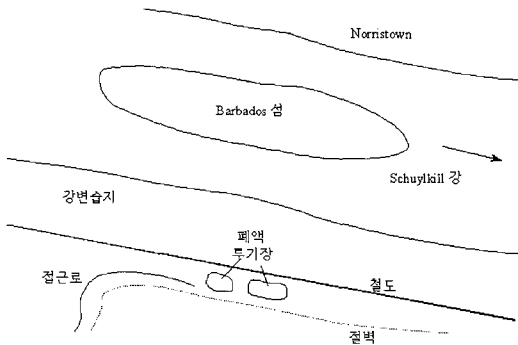 Norristown
Barbados 섬
Schuylkiill 강
강변습지
폐액
투기장
접근로
철도
절벽